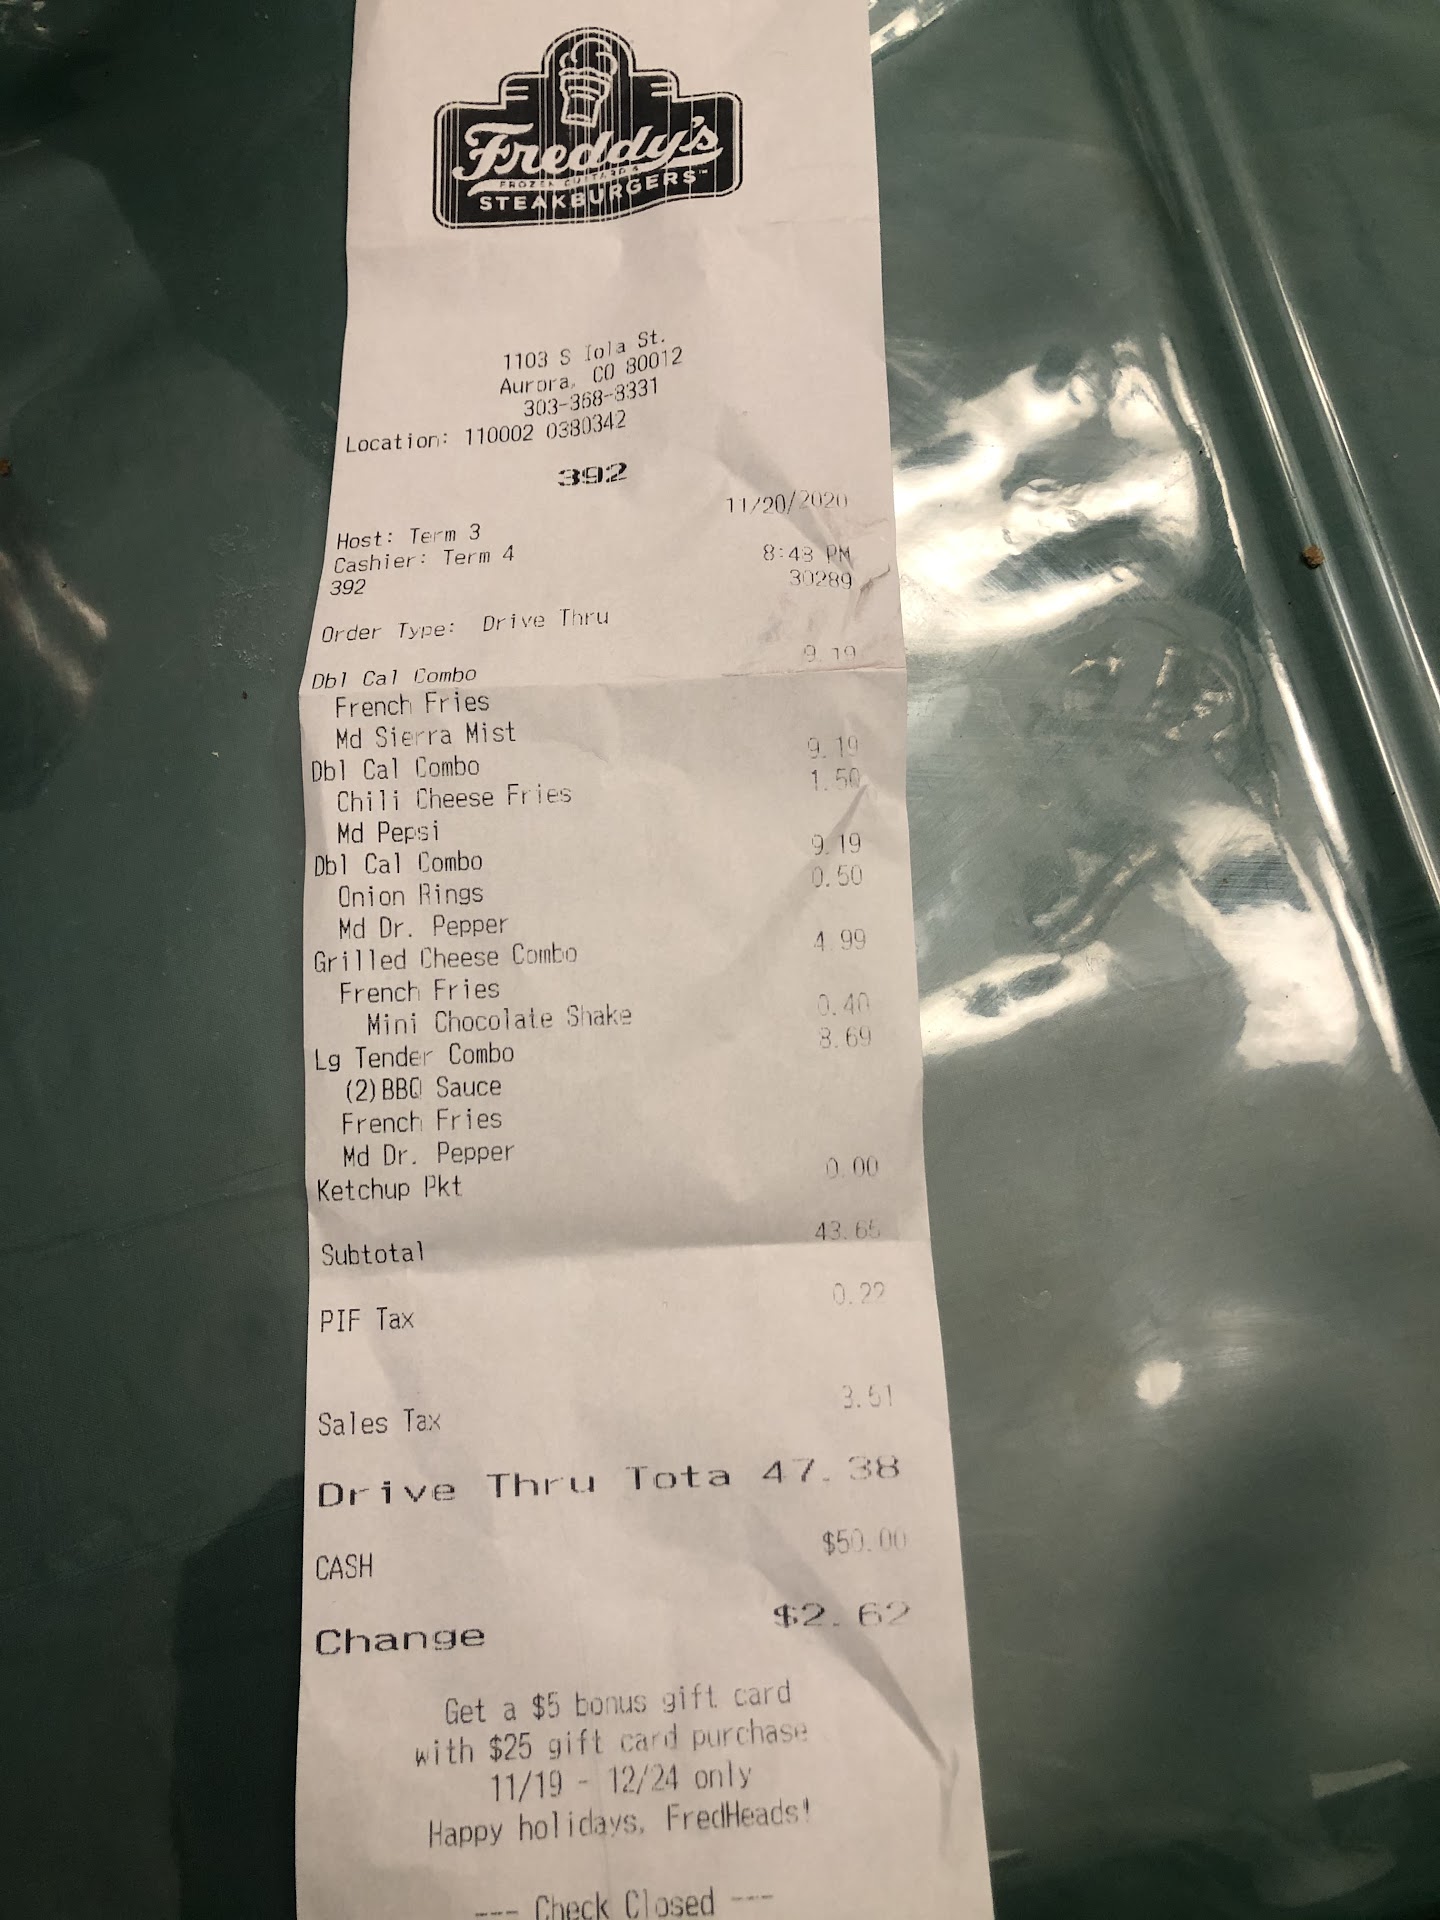 Freddy's
FROZEN CUSTARD &
STEAKBURGERS™
1103 S Iola St.
Aurora, CO 80012
303-368-8331
Location: 110002 0380342
392
11/20/2020
Host: Term 3
Cashier: Term 4 8:48 PM
392 30289
Order Type: Drive Thru
Dbl Cal Combo 9.19
French Fries
Md Sierra Mist
Dbl Cal Combo 9.19
Chili Cheese Fries 1.50
Md Pepsi
Dbl Cal Combo 9.19
Onion Rings 0.50
Md Dr. Pepper
Grilled Cheese Combo 4.99
French Fries
Mini Chocolate Shake 0.40
Lg Tender Combo 8.69
(2)BBQ Sauce
French Fries
Md Dr. Pepper
Ketchup Pkt 0.00
Subtotal 43.65
PIF Tax 0.22
Sales Tax 3.51
Drive Thru Tota 47.38
CASH $50.00
Change $2.62
Get a $5 bonus gift card
with $25 gift card purchase
11/19 - 12/24 only
Happy holidays, FredHeads!
--- Check Closed ---